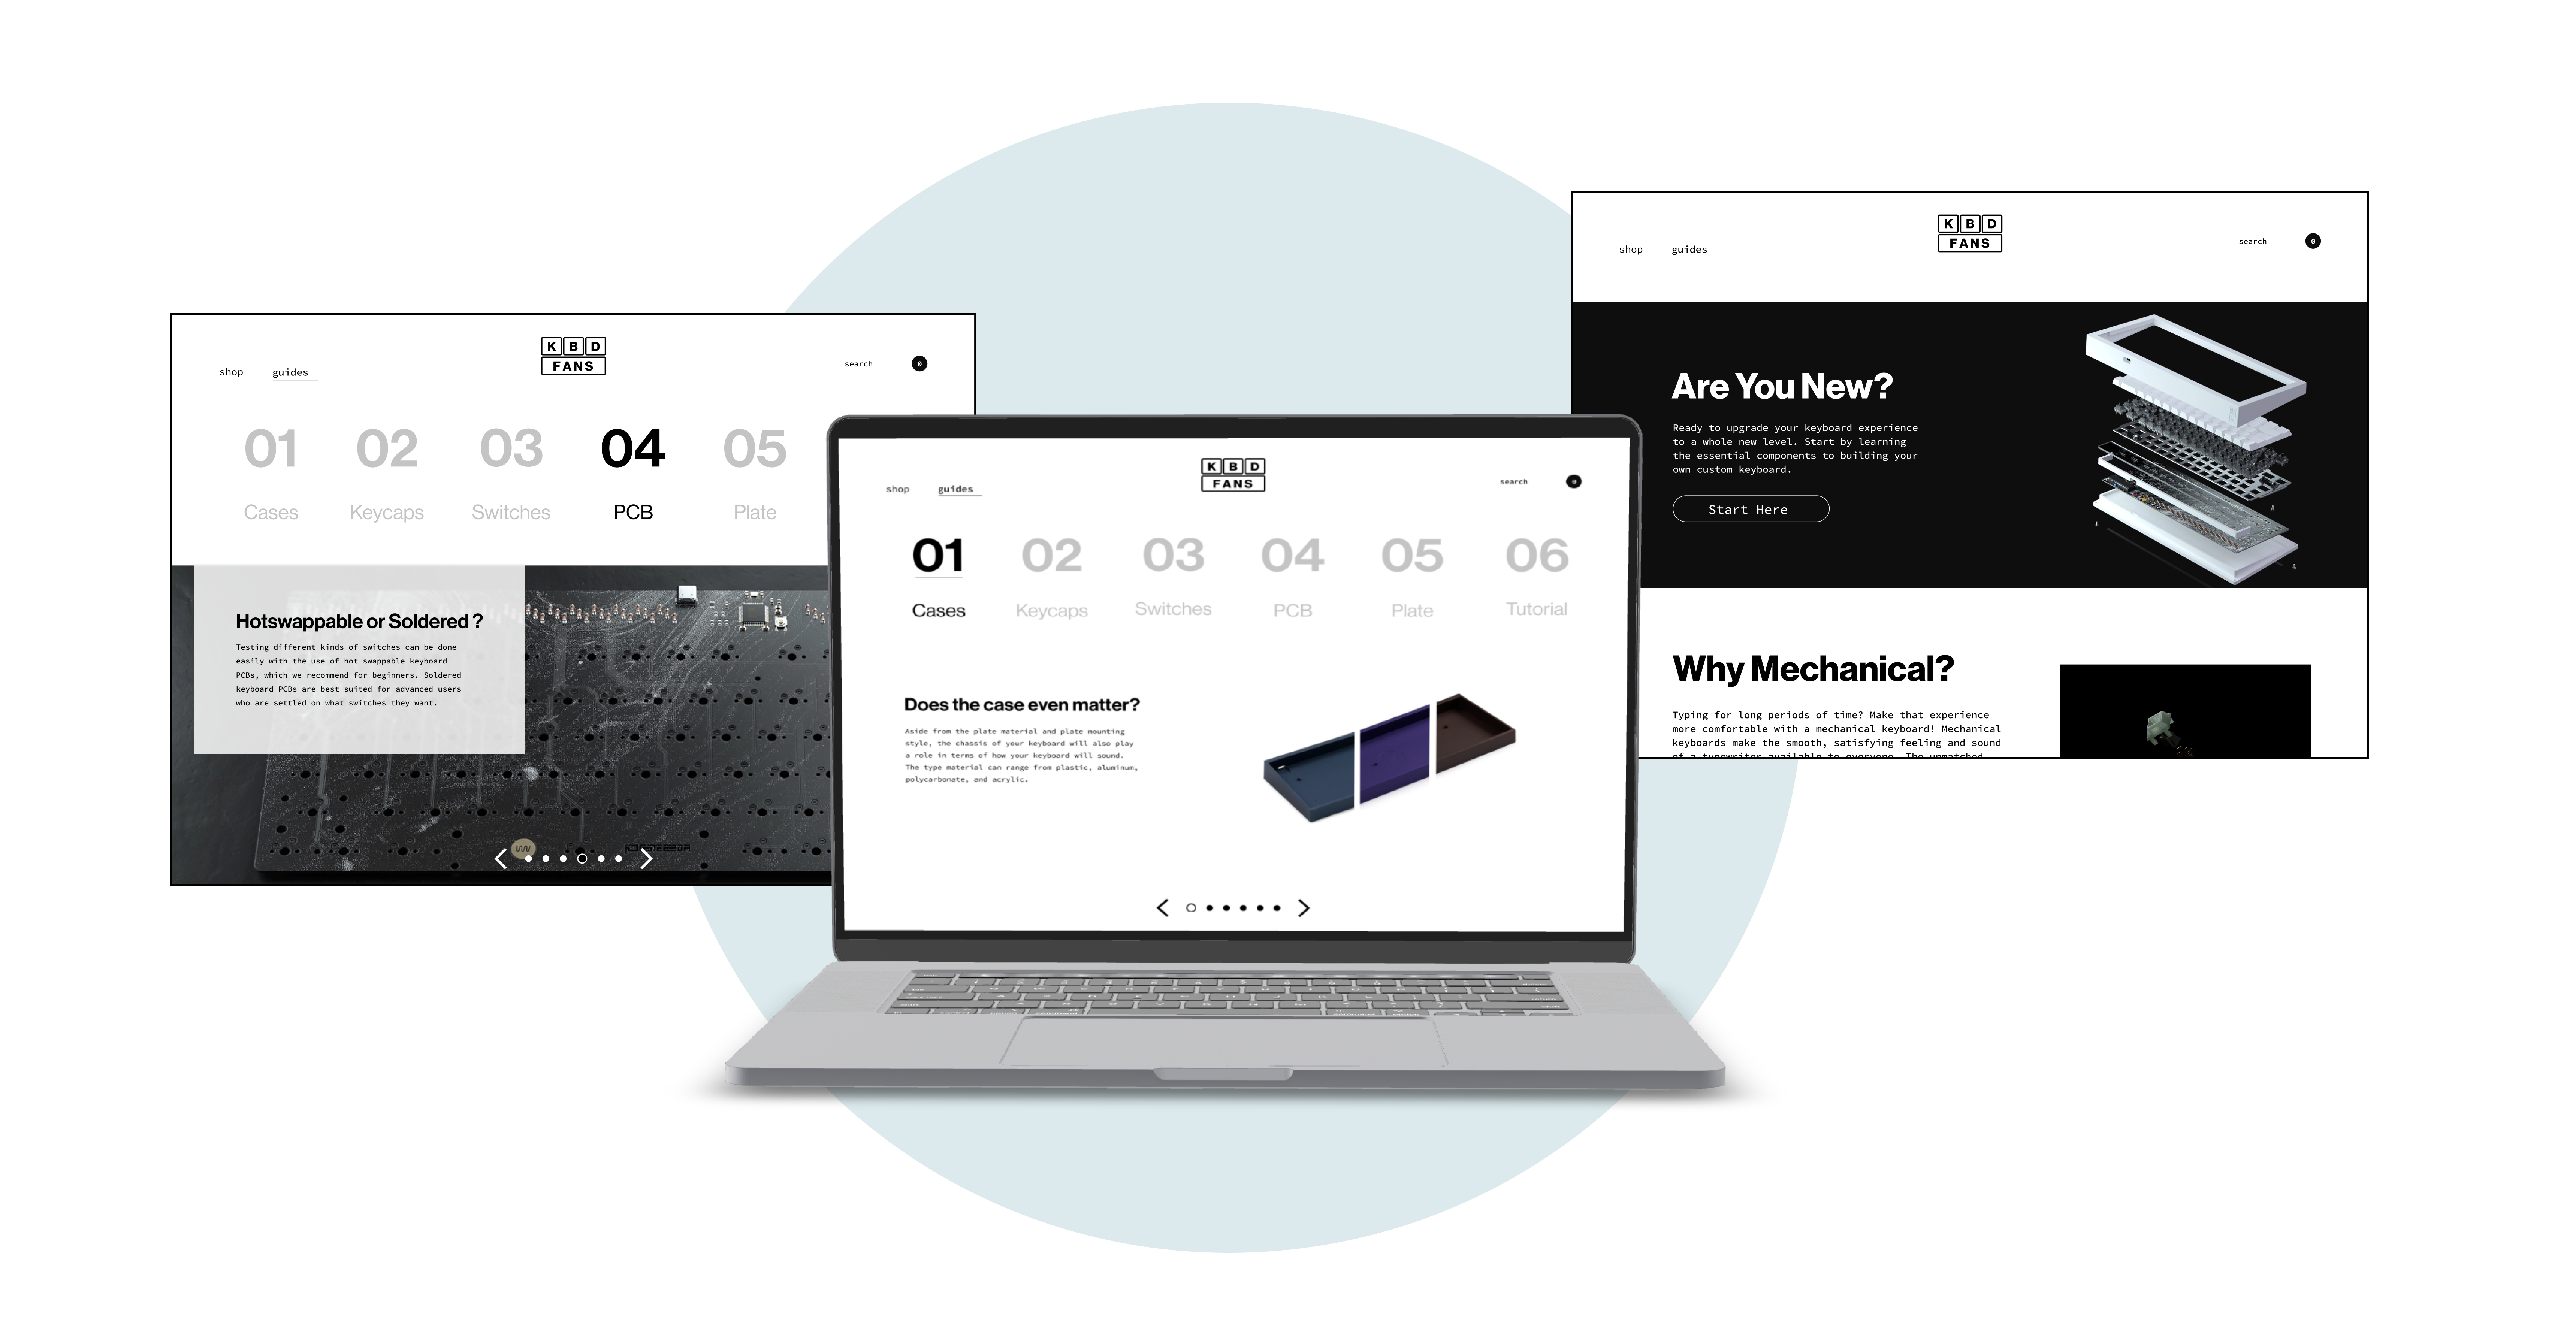 shop
guides
K B D
FANS
search
0
01
02
03
04
05
Cases
Keycaps
Switches
PCB
Plate
Hotswappable or Soldered ?
Testing different kinds of switches can be done
easily with the use of hot-swappable keyboard
PCBs, which we recommend for beginners. Soldered
keyboard PCBs are best suited for advanced users
who are settled on what switches they want.
shop
guides
K B D
FANS
search
0
01
02
03
04
05
06
Cases
Keycaps
Switches
PCB
Plate
Tutorial
Does the case even matter?
Aside from the plate material and plate mounting
style, the chassis of your keyboard will also play
a role in terms of how your keyboard will sound.
The type material can range from plastic, aluminum,
polycarbonate, and acrylic.
shop
guides
K B D
FANS
search
0
Are You New?
Ready to upgrade your keyboard experience
to a whole new level. Start by learning
the essential components to building your
own custom keyboard.
Start Here
Why Mechanical?
Typing for long periods of time? Make that experience
more comfortable with a mechanical keyboard! Mechanical
keyboards make the smooth, satisfying feeling and sound
of a typewriter available to everyone. The unmatched